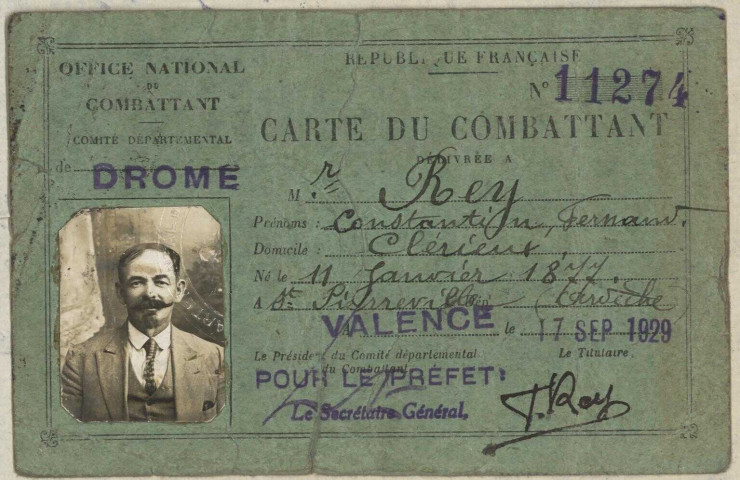 OFFICE NATIONAL
DU
COMBATTANT
COMITÉ DÉPARTEMENTAL
de DROME
RÉPUBLIQUE FRANÇAISE
N° 11274
CARTE DU COMBATTANT
DÉLIVRÉE A
M.r Rey
Prénoms : Constantin, Fernand.
Domicile : Clérieux,
Né le 11 Janvier 1877.
A St Pierreville Ardèche
VALENCE le 17 SEP 1929
Le Président du Comité départemental
du Combattant
Le Titulaire,
POUR LE PRÉFET:
Le Secrétaire Général,
F. Rey